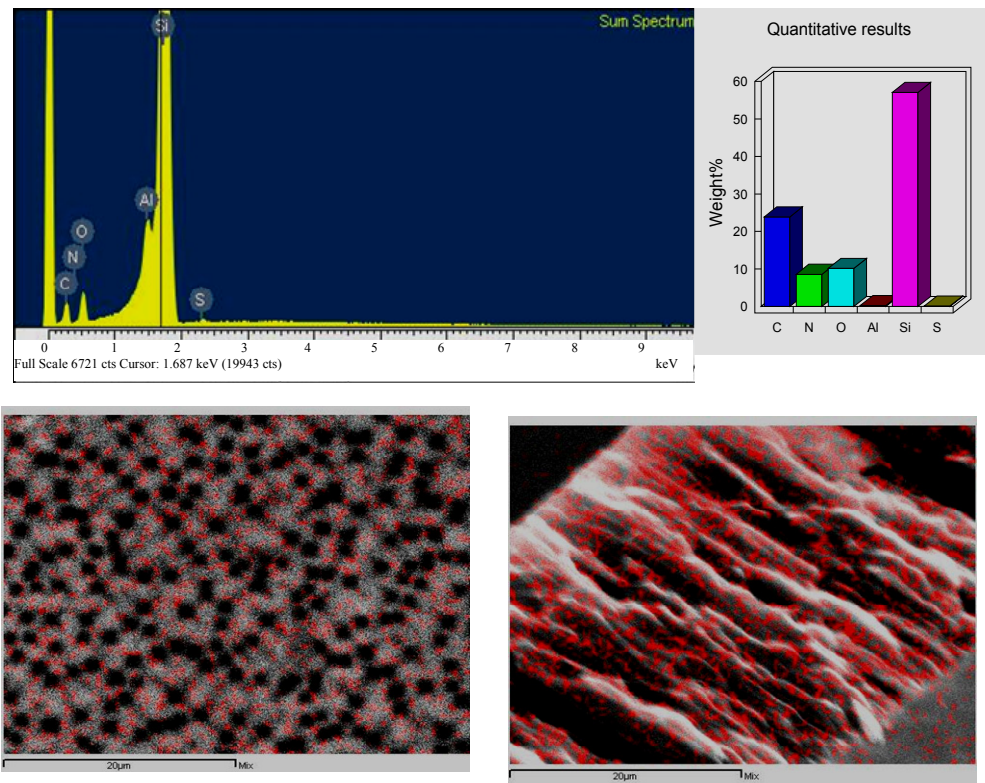 Sum Spectrum
Si
Al
O
N
C
S
0 1 2 3 4 5 6 7 8 9
Full Scale 6721 cts Cursor: 1.687 keV (19943 cts) keV
Quantitative results
Weight%
60
50
40
30
20
10
0
C N O Al Si S
20µm Mix
20µm Mix